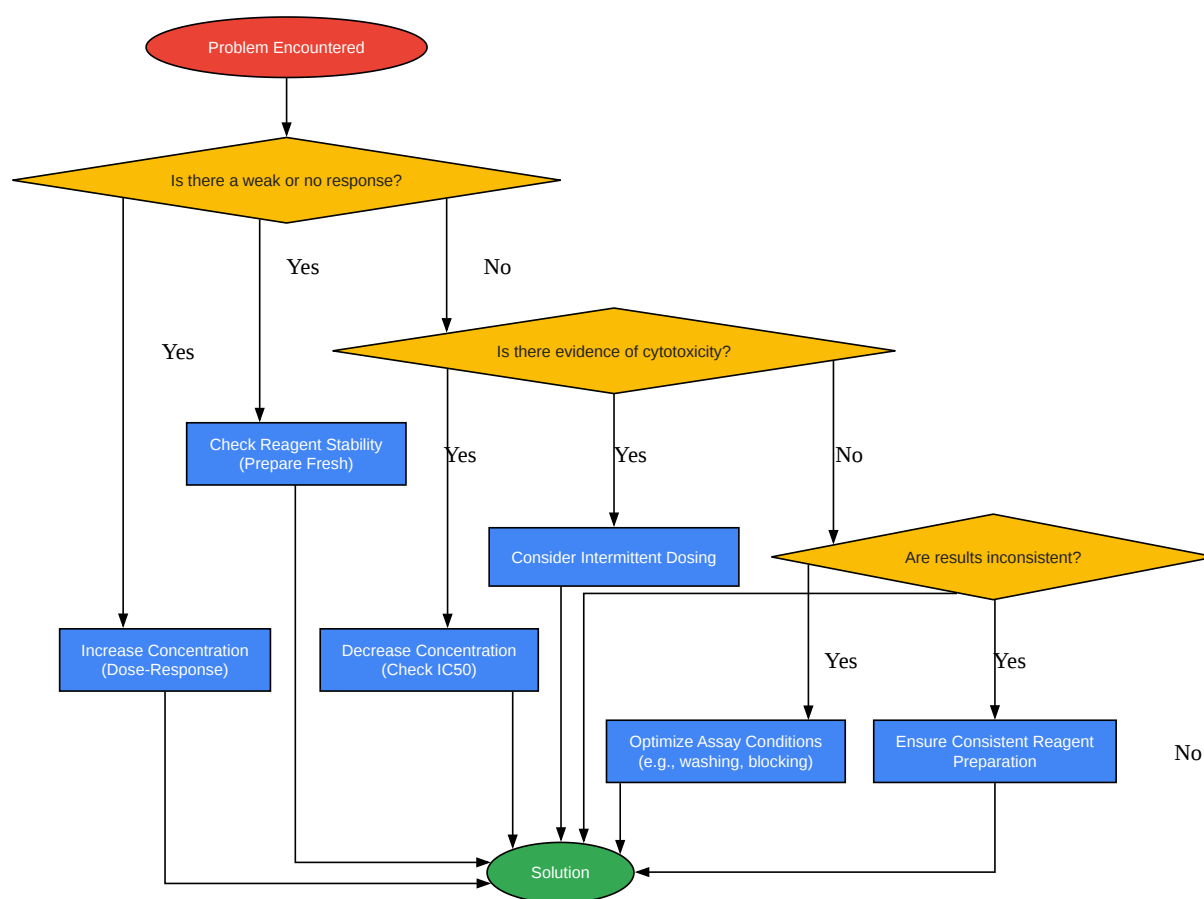 Problem Encountered
Is there a weak or no response?
Yes
No
Yes
Is there evidence of cytotoxicity?
Check Reagent Stability
(Prepare Fresh)
Yes
Yes
No
Consider Intermittent Dosing
Are results inconsistent?
Increase Concentration
(Dose-Response)
Decrease Concentration
(Check IC50)
Yes
Yes
Optimize Assay Conditions
(e.g., washing, blocking)
Ensure Consistent Reagent
Preparation
No
Solution